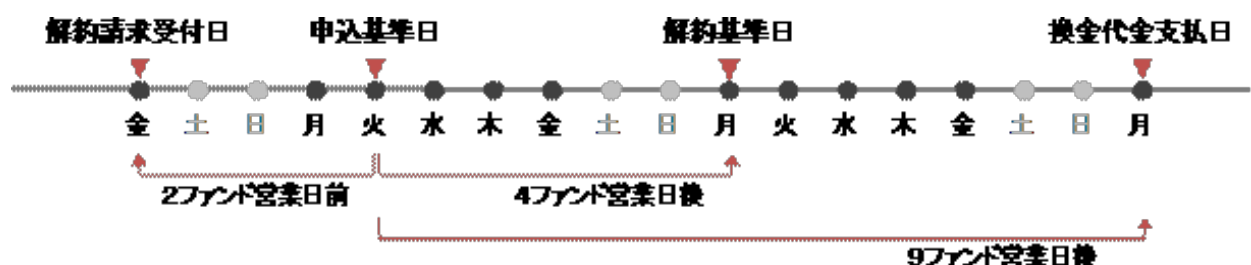 解約請求受付日 申込基準日 解約基準日 換金代金支払日
金 土 日 月 火 水 木 金 土 日 月 火 水 木 金 土 日 月
2ファンド営業日前 4ファンド営業日後
9ファンド営業日後